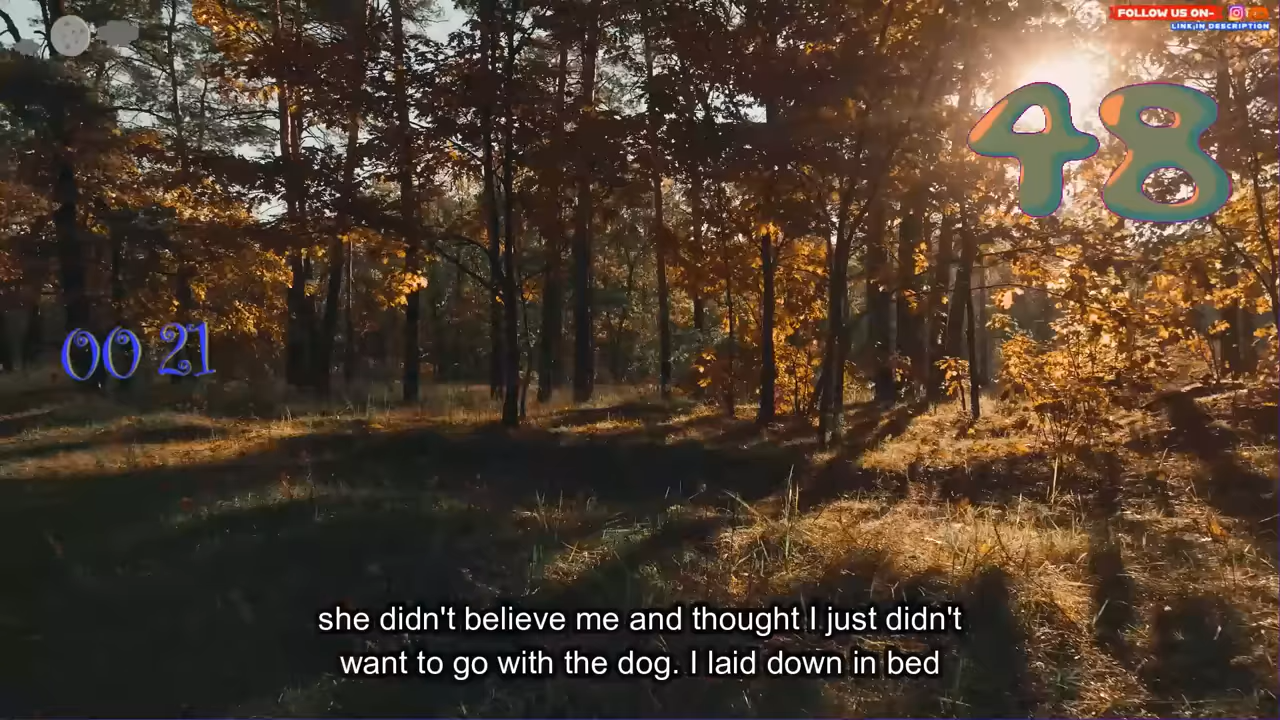 FOLLOW US ON-
LINK IN DESCRIPTION
48
00 21
she didn't believe me and thought I just didn't
want to go with the dog. I laid down in bed